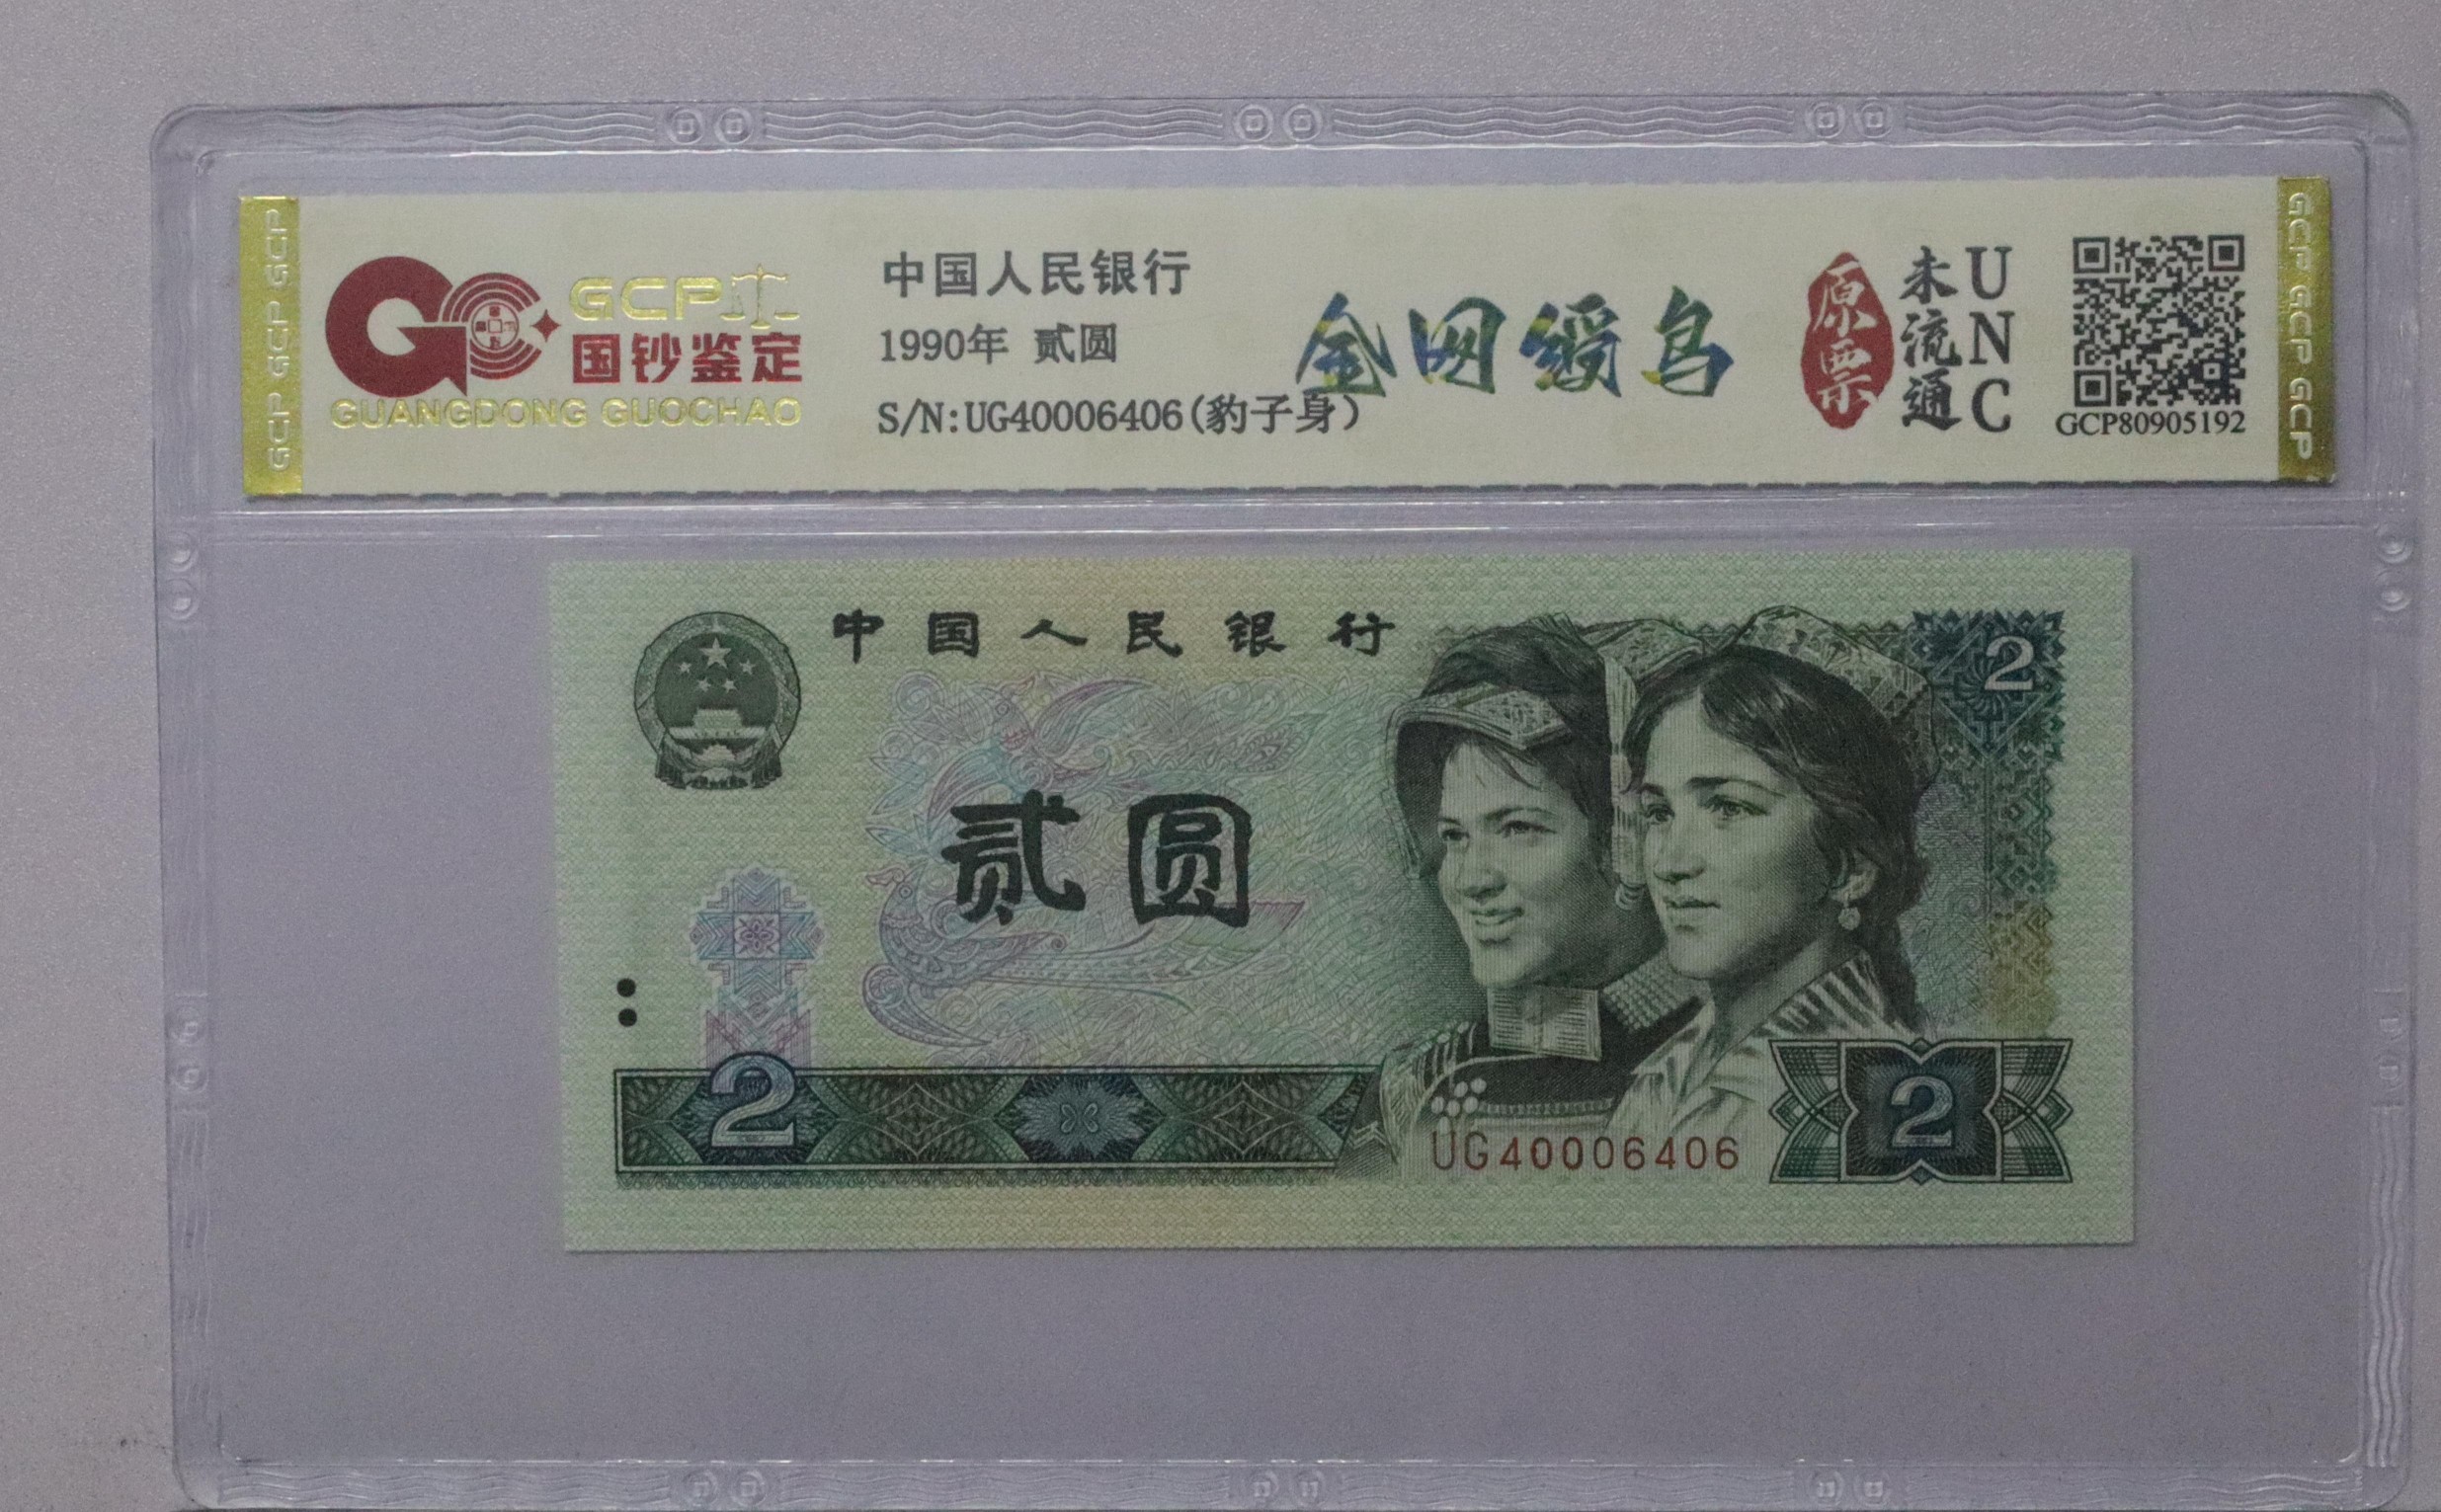 GCP GCP GCP
GCP
国钞鉴定
GUANGDONG GUOCHAO
中国人民银行
1990年 贰圆
S/N:UG40006406(豹子身)
金网绶鸟
原票
未流通
UNC
GCP80905192
GCP GCP GCP
中国人民银行
2
贰圆
2
UG40006406
2